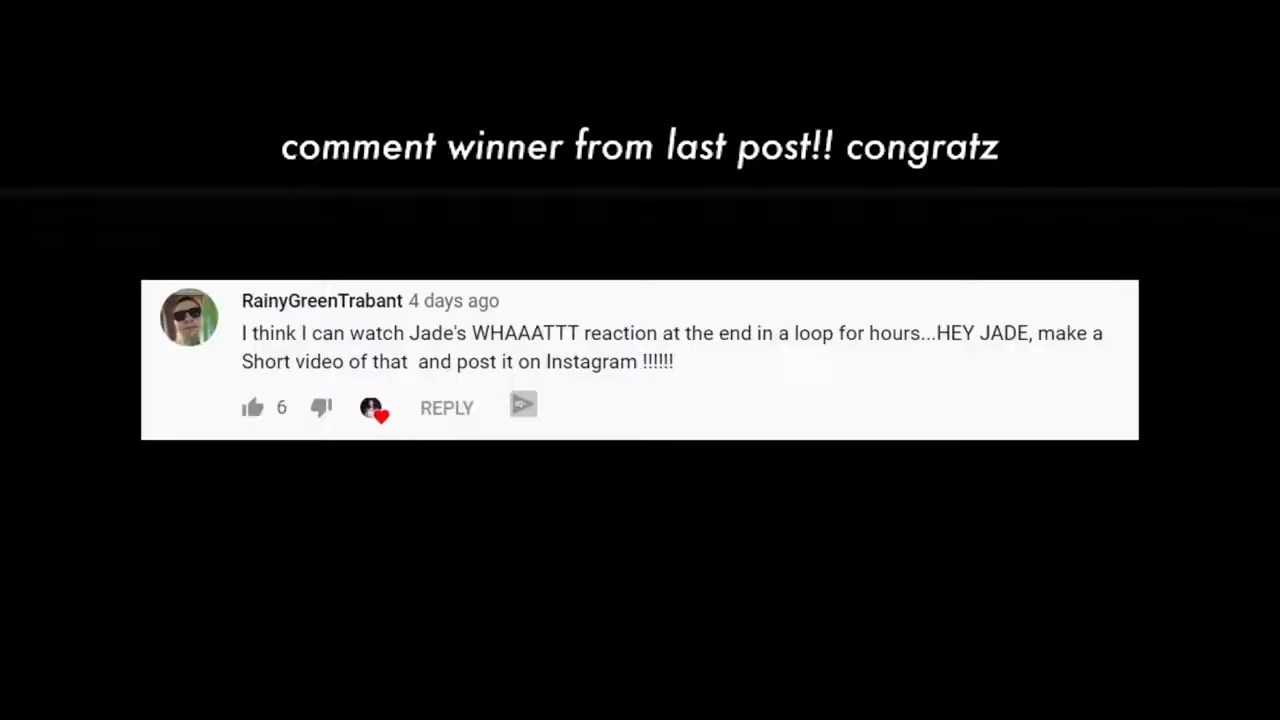 comment winner from last post!! congratz
RainyGreenTrabant 4 days ago
I think I can watch Jade's WHAAATTT reaction at the end in a loop for hours...HEY JADE, make a
Short video of that  and post it on Instagram !!!!!!
6 REPLY